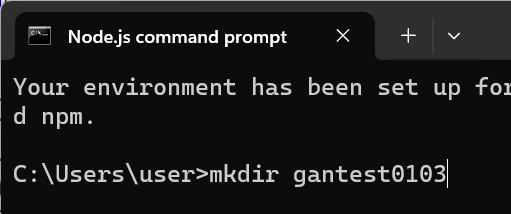 Node.js command prompt
Your environment has been set up for
d npm.
C:\Users\user>mkdir gantest0103